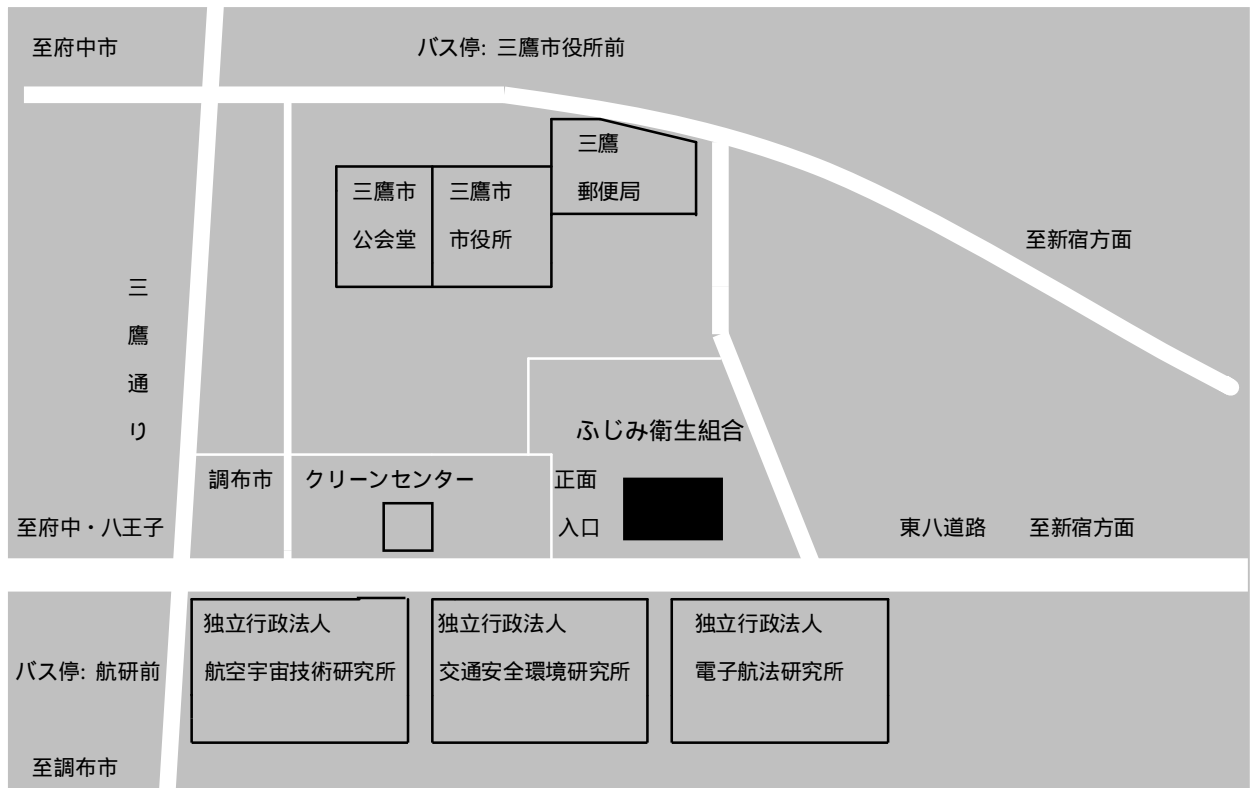 至府中市
バス停: 三鷹市役所前
三鷹
郵便局
三鷹市
公会堂
三鷹市
市役所
至新宿方面
三鷹通り
ふじみ衛生組合
調布市
クリーンセンター
正面
入口
至府中・八王子
東八道路
至新宿方面
独立行政法人
航空宇宙技術研究所
独立行政法人
交通安全環境研究所
独立行政法人
電子航法研究所
バス停: 航研前
至調布市